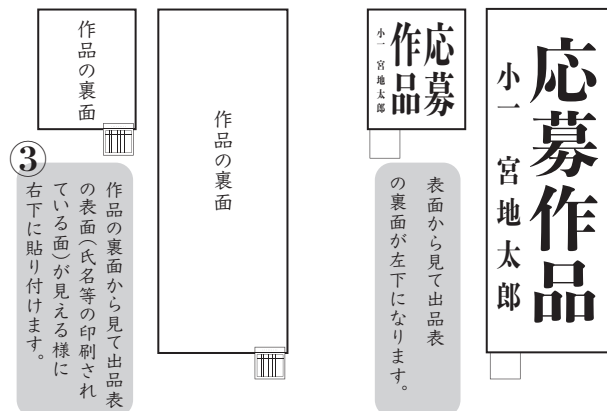 応募作品
小一 宮地太郎
応募
作品
小一 宮地太郎
表面から見て出品表
の裏面が左下になります。
作品の裏面
作品の裏面
③
作品の裏面から見て出品表
の表面(氏名等の印刷され
ている面)が見える様に
右下に貼り付けます。